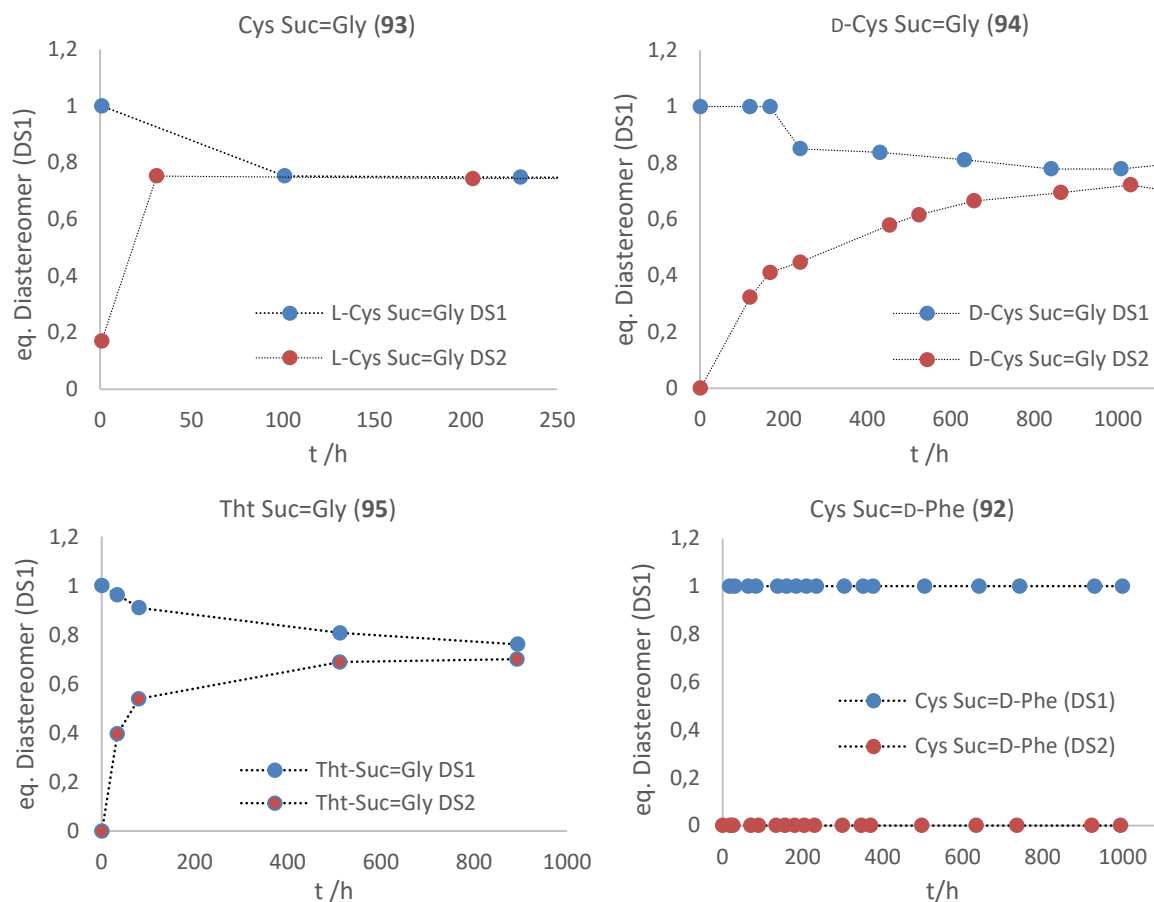 Cys Suc=Gly (93)
eq. Diastereomer (DS1)
1,2
1
0,8
0,6
0,4
0,2
0
L-Cys Suc=Gly DS1
L-Cys Suc=Gly DS2
0 50 100 150 200 250
t /h
D-Cys Suc=Gly (94)
eq. Diastereomer (DS1)
1,2
1
0,8
0,6
0,4
0,2
0
D-Cys Suc=Gly DS1
D-Cys Suc=Gly DS2
0 200 400 600 800 1000
t /h
Tht Suc=Gly (95)
eq. Diastereomer (DS1)
1,2
1
0,8
0,6
0,4
0,2
0
Tht-Suc=Gly DS1
Tht-Suc=Gly DS2
0 200 400 600 800 1000
t /h
Cys Suc=D-Phe (92)
eq. Diastereomer (DS1)
1,2
1
0,8
0,6
0,4
0,2
0
Cys Suc=D-Phe (DS1)
Cys Suc=D-Phe (DS2)
0 200 400 600 800 1000
t/h